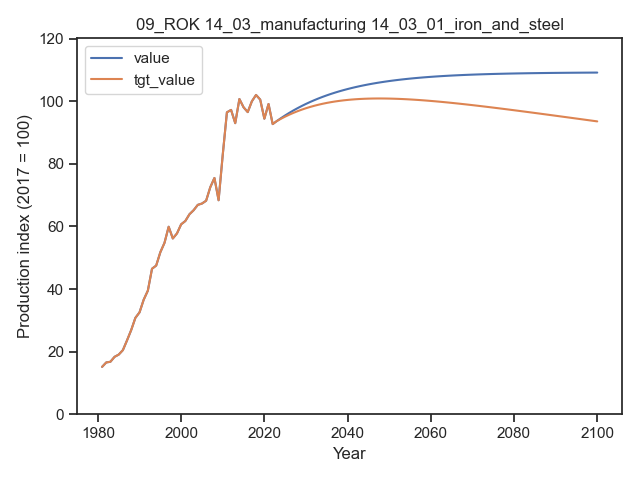 09_ROK 14_03_manufacturing 14_03_01_iron_and_steel
value
tgt_value
Production index (2017 = 100)
120
100
80
60
40
20
0
1980 2000 2020 2040 2060 2080 2100
Year